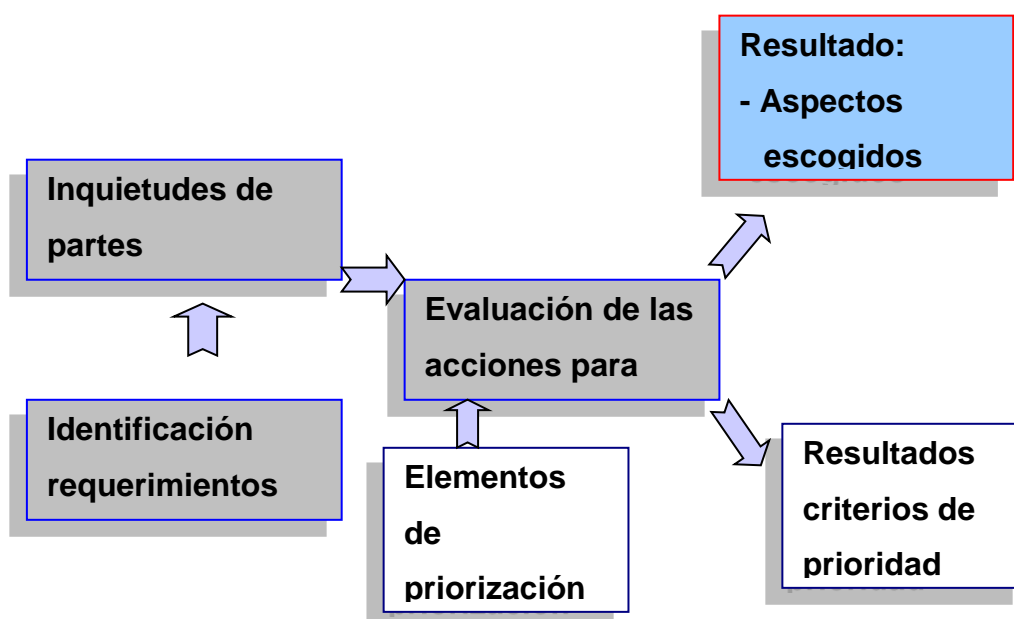 Resultado:
- Aspectos
escogidos
Inquietudes de
partes
Evaluación de las
acciones para
Identificación
requerimientos
Elementos
de
priorización
Resultados
criterios de
prioridad